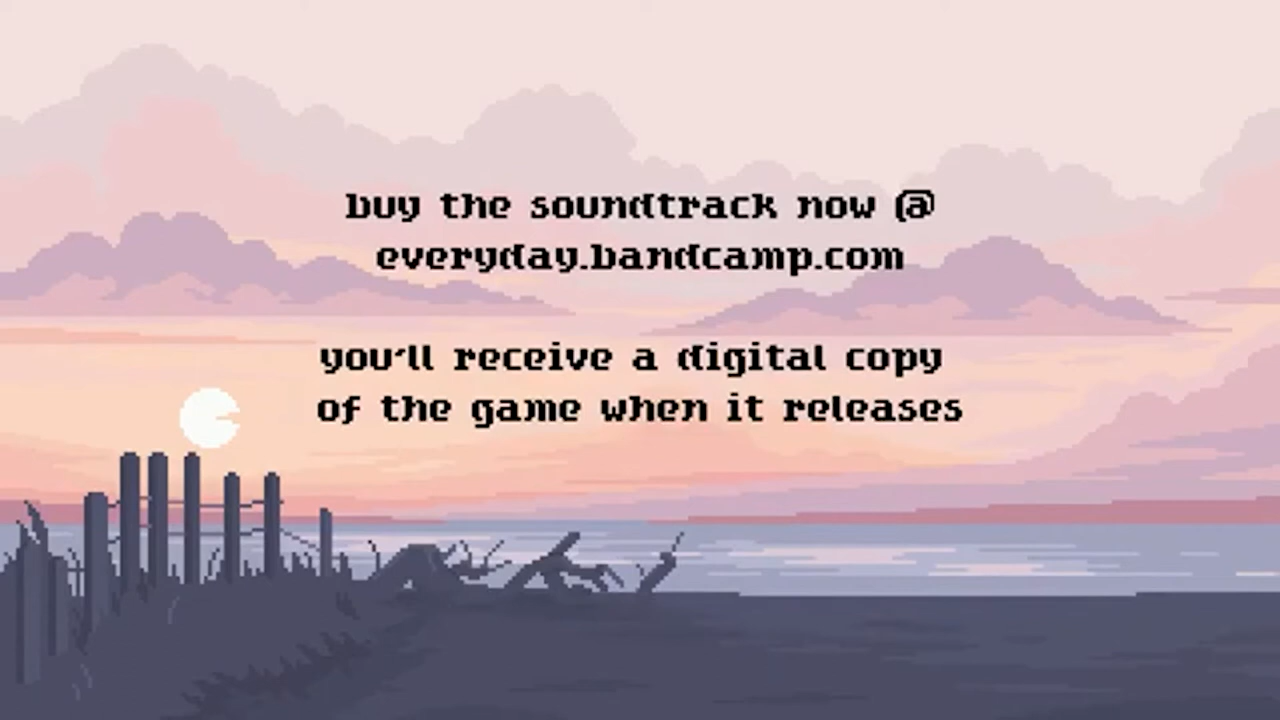 buy the soundtrack now @
everyday.bandcamp.com
you'll receive a digital copy
of the game when it releases